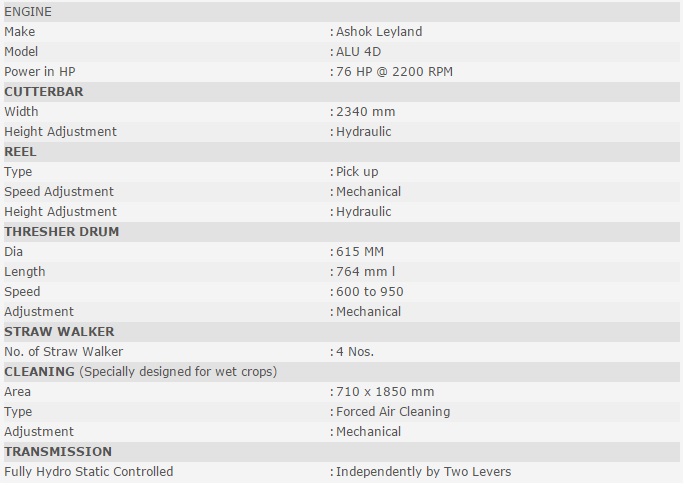 ENGINE
Make : Ashok Leyland
Model : ALU 4D
Power in HP : 76 HP @ 2200 RPM
CUTTERBAR
Width : 2340 mm
Height Adjustment : Hydraulic
REEL
Type : Pick up
Speed Adjustment : Mechanical
Height Adjustment : Hydraulic
THRESHER DRUM
Dia : 615 MM
Length : 764 mm l
Speed : 600 to 950
Adjustment : Mechanical
STRAW WALKER
No. of Straw Walker : 4 Nos.
CLEANING (Specially designed for wet crops)
Area : 710 x 1850 mm
Type : Forced Air Cleaning
Adjustment : Mechanical
TRANSMISSION
Fully Hydro Static Controlled : Independently by Two Levers